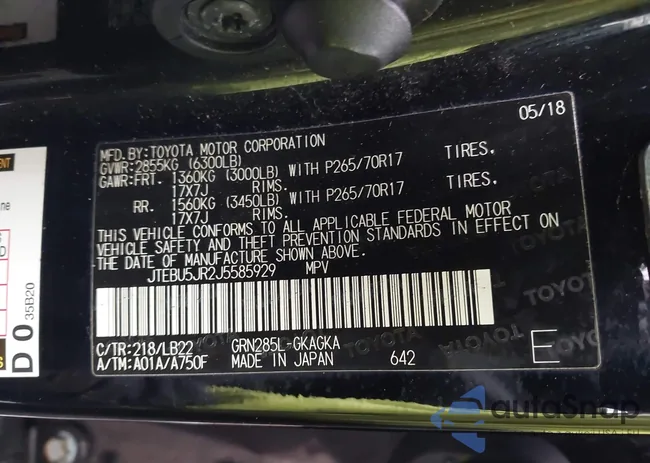 05/18
MFD.BY:TOYOTA MOTOR CORPORATION
GVWR:2855KG (6300LB)
GAWR:FRT. 1360KG (3000LB) WITH P265/70R17 TIRES,
17X7J RIMS.
RR. 1560KG (3450LB) WITH P265/70R17 TIRES,
17X7J RIMS.
THIS VEHICLE CONFORMS TO ALL APPLICABLE FEDERAL MOTOR
VEHICLE SAFETY AND THEFT PREVENTION STANDARDS IN EFFECT ON
THE DATE OF MANUFACTURE SHOWN ABOVE.
JTEBU5JR2J5585929 MPV
C/TR:218/LB22 GRN285L-GKAGKA
A/TM:A01A/A750F MADE IN JAPAN 642 E
D0
35B20
TOYOTA
autoSnap